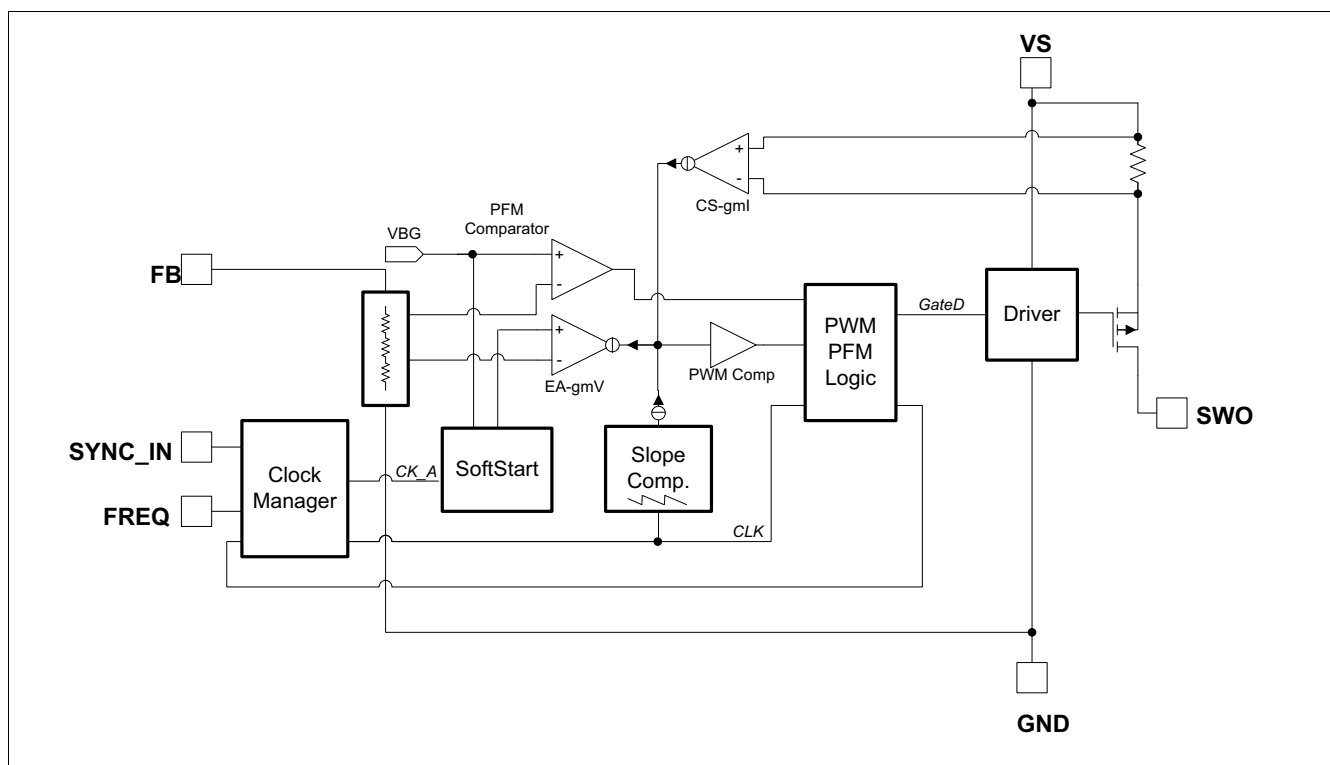 VS
+
-
CS-gmI
PFM
Comparator
VBG
+
-
FB
+
-
EA-gmV
PWM Comp
PWM
PFM
Logic
GateD
Driver
SWO
SYNC_IN
FREQ
Clock
Manager
CK_A
SoftStart
Slope
Comp.
CLK
GND